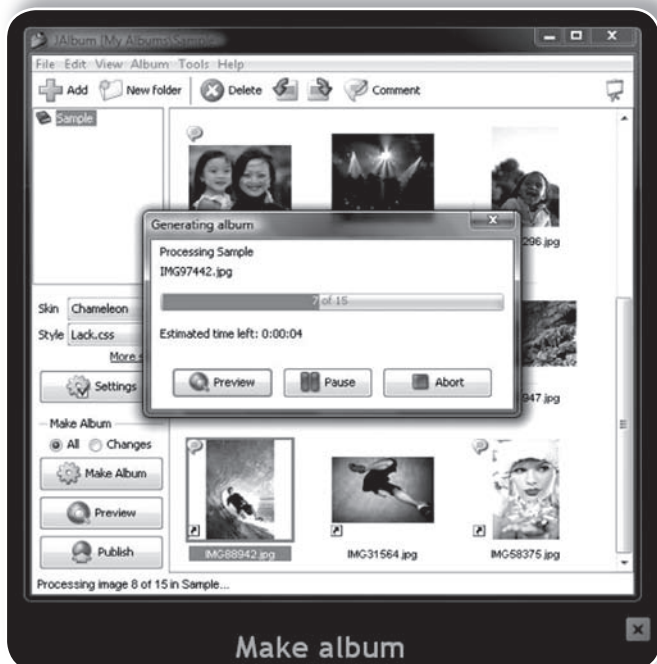 JAlbum [My Albums\Sample
File Edit View Album Tools Help
Add New folder Delete Comment
Sample
296.jpg
Generating album
Processing Sample
IMG97442.jpg
7 of 15
Estimated time left: 0:00:04
Preview Pause Abort
Skin Chameleon
Style Lack.css
More s
Settings
947.jpg
Make Album
All Changes
Make Album
Preview
Publish
IMG88942.jpg IMG31564.jpg IMG58375.jpg
Processing image 8 of 15 in Sample...
Make album